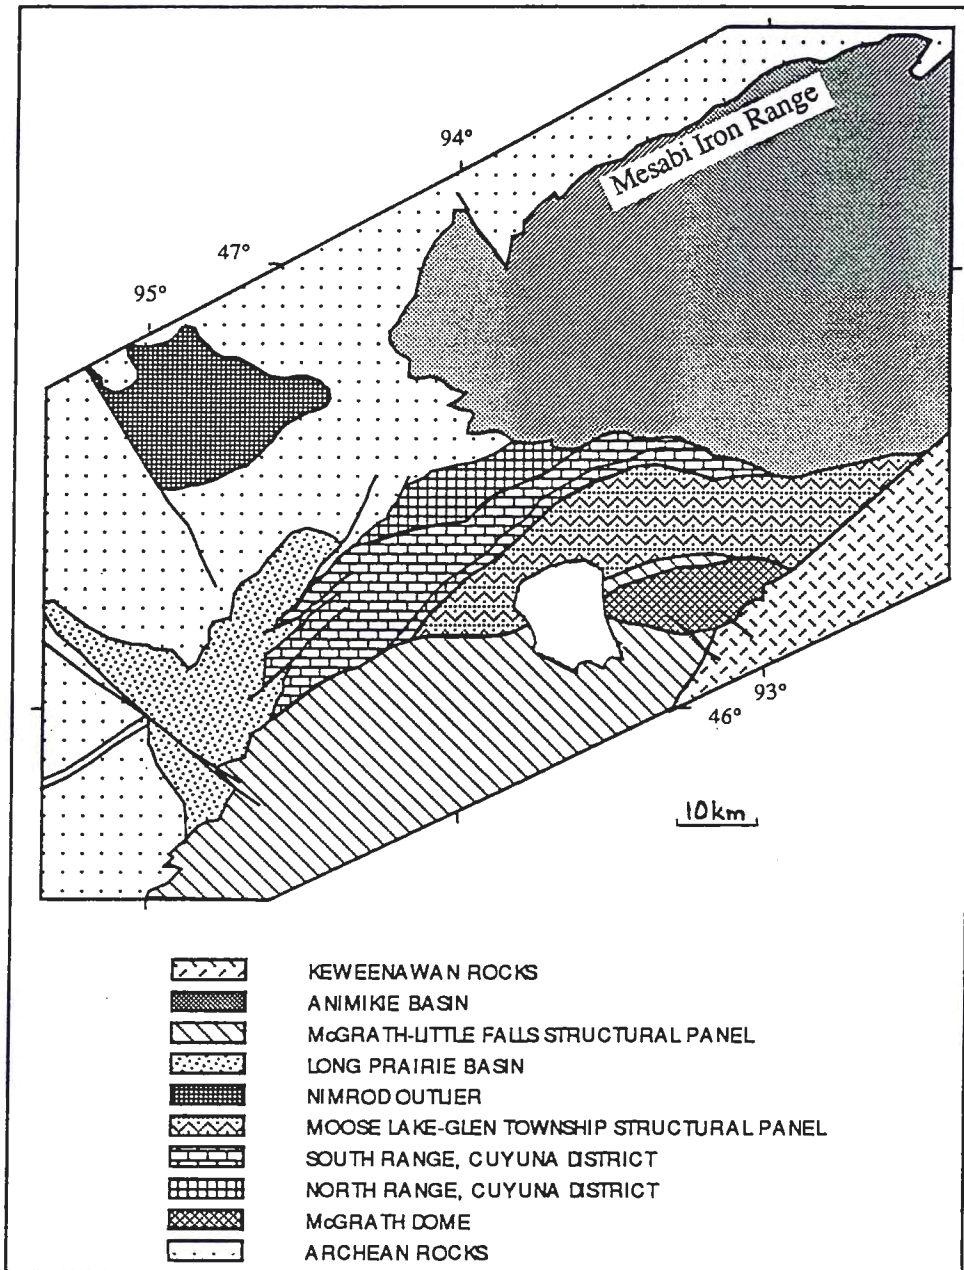 Mesabi Iron Range
94°
47°
95°
93°
46°
10km
KEWEENAWAN ROCKS
ANIMIKIE BASIN
McGRATH-LITTLE FALLS STRUCTURAL PANEL
LONG PRAIRIE BASIN
NIMROD OUTLIER
MOOSE LAKE-GLEN TOWNSHIP STRUCTURAL PANEL
SOUTH RANGE, CUYUNA DISTRICT
NORTH RANGE, CUYUNA DISTRICT
McGRATH DOME
ARCHEAN ROCKS